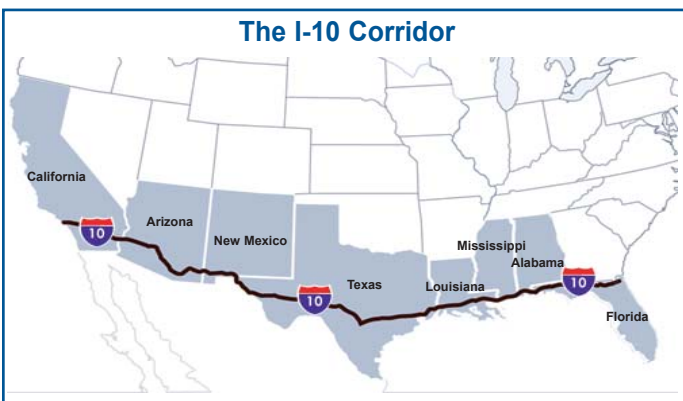 The I-10 Corridor
California
Arizona
New Mexico
Texas
Louisiana
Mississippi
Alabama
Florida
10
10
10